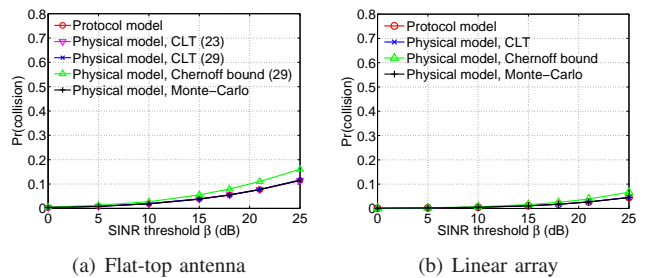 0.8
0.7
0.6
0.5
0.4
0.3
0.2
0.1
0
Pr(collision)
Protocol model
Physical model, CLT (23)
Physical model, CLT (29)
Physical model, Chernoff bound (29)
Physical model, Monte−Carlo
0 5 10 15 20 25
SINR threshold β (dB)
(a) Flat-top antenna
0.8
0.7
0.6
0.5
0.4
0.3
0.2
0.1
0
Pr(collision)
Protocol model
Physical model, CLT
Physical model, Chernoff bound
Physical model, Monte−Carlo
0 5 10 15 20 25
SINR threshold β (dB)
(b) Linear array